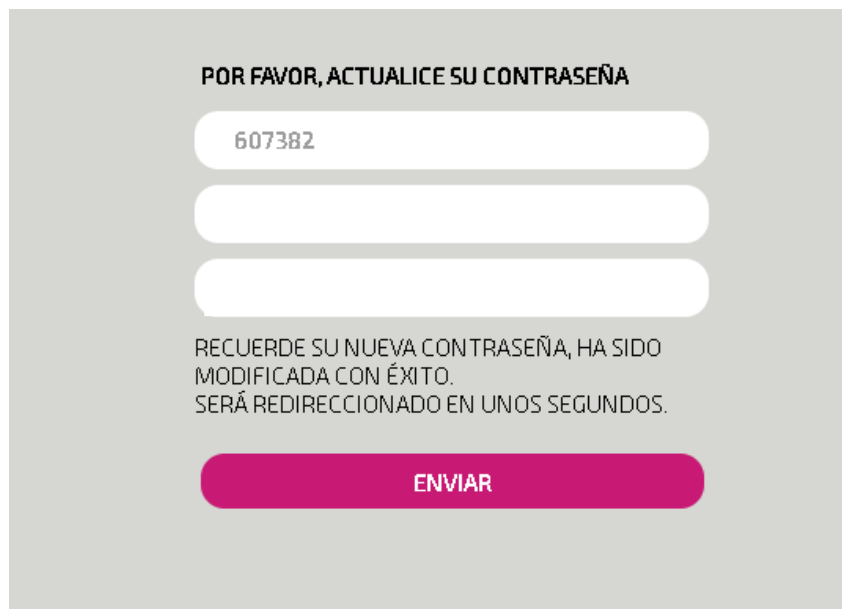 POR FAVOR, ACTUALICE SU CONTRASEÑA
607382
RECUERDE SU NUEVA CONTRASEÑA, HA SIDO
MODIFICADA CON ÉXITO.
SERÁ REDIRECCIONADO EN UNOS SEGUNDOS.
ENVIAR